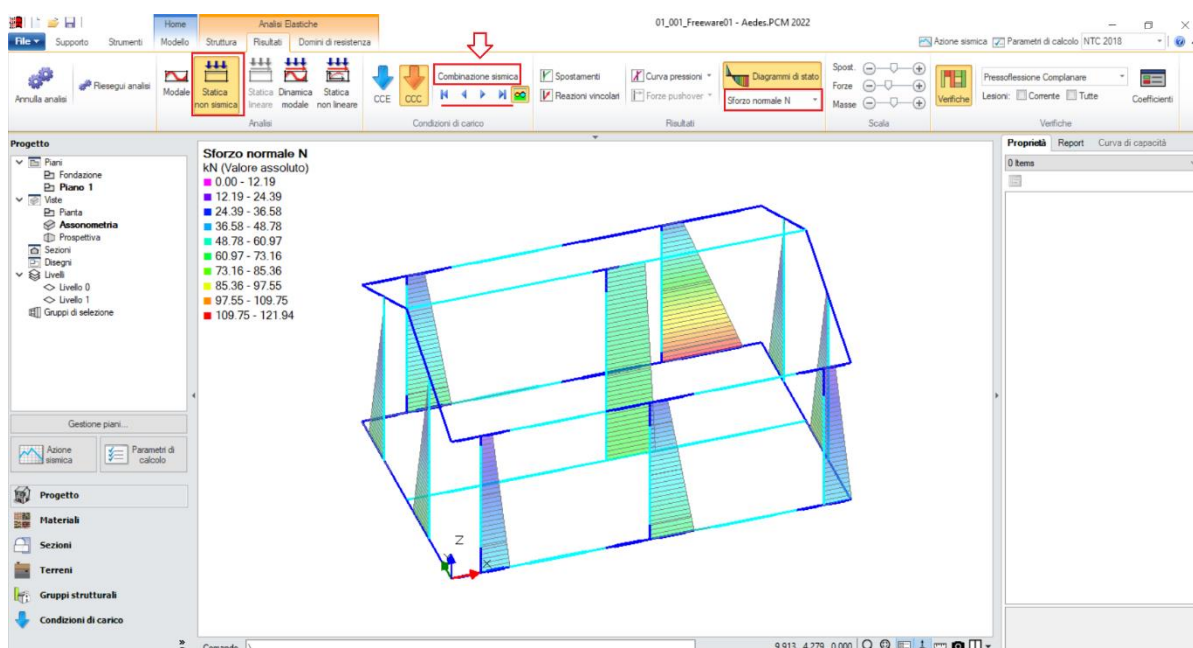 01_001_Freeware01 - Aedes.PCM 2022
Home
Analisi Elastiche
File
Supporto
Strumenti
Modello
Struttura
Risultati
Domini di resistenza
Azione sismica
Parametri di calcolo
NTC 2018
Annulla analisi
Riesegui analisi
Modale
Statica non sismica
Statica lineare
Dinamica modale
Statica non lineare
Analisi
CCE
CCC
Combinazione sismica
Condizioni di carico
Spostamenti
Reazioni vincolari
Curva pressioni
Forze pushover
Diagrammi di stato
Sforzo normale N
Risultati
Spost.
Forze
Masse
Scala
Verifiche
Pressoflessione Complanare
Lesioni:
Corrente
Tutte
Coefficienti
Verifiche
Progetto
Piani
Fondazione
Piano 1
Viste
Pianta
Assonometria
Prospettiva
Sezioni
Disegni
Livelli
Livello 0
Livello 1
Gruppi di selezione
Gestione piani...
Azione sismica
Parametri di calcolo
Progetto
Materiali
Sezioni
Terreni
Gruppi strutturali
Condizioni di carico
Sforzo normale N
kN (Valore assoluto)
0.00 - 12.19
12.19 - 24.39
24.39 - 36.58
36.58 - 48.78
48.78 - 60.97
60.97 - 73.16
73.16 - 85.36
85.36 - 97.55
97.55 - 109.75
109.75 - 121.94
Z
X
Proprietà
Report
Curva di capacità
0 Items
Comando
9.913 4.279 0.000